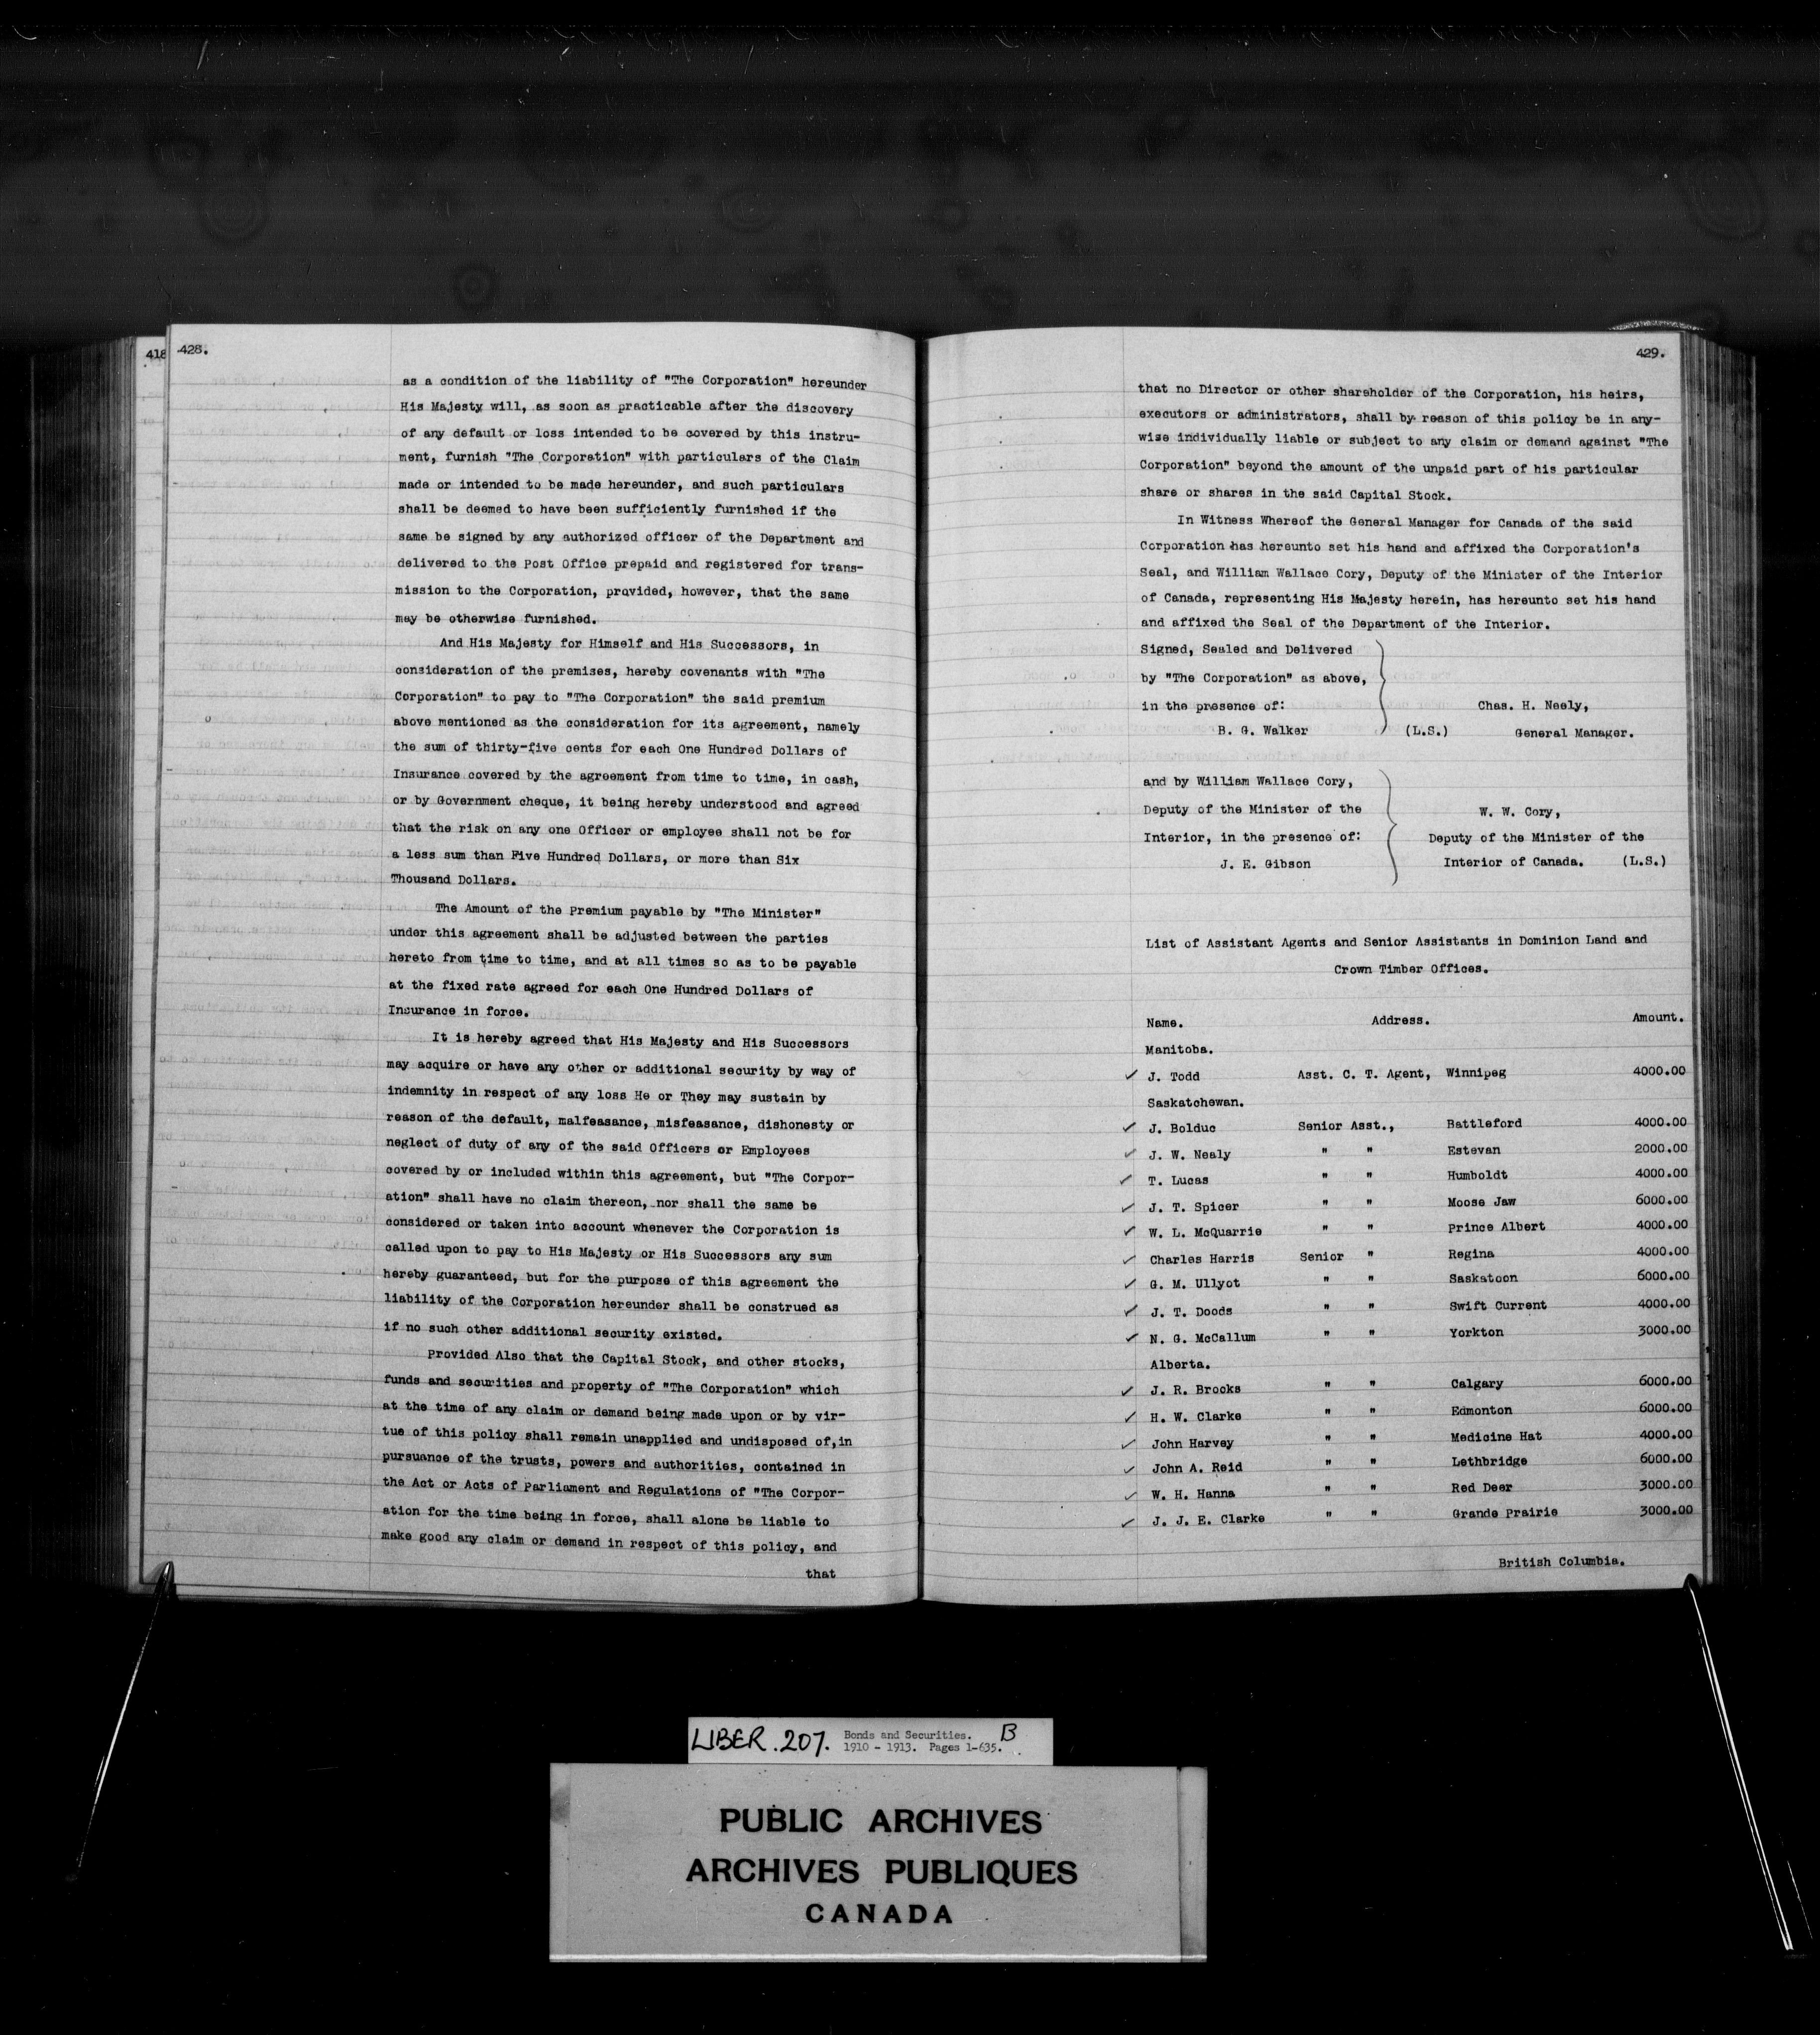 418
428.
as a condition of the liability of "The Corporation" hereunder
His Majesty will, as soon as practicable after the discovery
of any default or loss intended to be covered by this instru-
ment, furnish "The Corporation" with particulars of the Claim
made or intended to be made hereunder, and such particulars
shall be deemed to have been sufficiently furnished if the
same be signed by any authorized officer of the Department and
delivered to the Post Office prepaid and registered for trans-
mission to the Corporation, provided, however, that the same
may be otherwise furnished.
And His Majesty for Himself and His Successors, in
consideration of the premises, hereby covenants with "The
Corporation" to pay to "The Corporation" the said premium
above mentioned as the consideration for its agreement, namely
the sum of thirty-five cents for each One Hundred Dollars of
Insurance covered by the agreement from time to time, in cash,
or by Government cheque, it being hereby understood and agreed
that the risk on any one Officer or employee shall not be for
a less sum than Five Hundred Dollars, or more than Six
Thousand Dollars.
The Amount of the Premium payable by "The Minister"
under this agreement shall be adjusted between the parties
hereto from time to time, and at all times so as to be payable
at the fixed rate agreed for each One Hundred Dollars of
Insurance in force.
It is hereby agreed that His Majesty and His Successors
may acquire or have any other or additional security by way of
indemnity in respect of any loss He or They may sustain by
reason of the default, malfeasance, misfeasance, dishonesty or
neglect of duty of any of the said Officers or Employees
covered by or included within this agreement, but "The Corpor-
ation" shall have no claim thereon, nor shall the same be
considered or taken into account whenever the Corporation is
called upon to pay to His Majesty or His Successors any sum
hereby guaranteed, but for the purpose of this agreement the
liability of the Corporation hereunder shall be construed as
if no such other additional security existed.
Provided Also that the Capital Stock, and other stocks,
funds and securities and property of "The Corporation" which
at the time of any claim or demand being made upon or by vir-
tue of this policy shall remain unapplied and undisposed of,in
pursuance of the trusts, powers and authorities, contained in
the Act or Acts of Parliament and Regulations of "The Corpor-
ation for the time being in force, shall alone be liable to
make good any claim or demand in respect of this policy, and
that
429.
that no Director or other shareholder of the Corporation, his heirs,
executors or administrators, shall by reason of this policy be in any-
wise individually liable or subject to any claim or demand against "The
Corporation" beyond the amount of the unpaid part of his particular
share or shares in the said Capital Stock.
In Witness Whereof the General Manager for Canada of the said
Corporation has hereunto set his hand and affixed the Corporation's
Seal, and William Wallace Cory, Deputy of the Minister of the Interior
of Canada, representing His Majesty herein, has hereunto set his hand
and affixed the Seal of the Department of the Interior.
Signed, Sealed and Delivered
by "The Corporation" as above,
in the presence of: Chas. H. Neely,
B. G. Walker (L.S.) General Manager.
and by William Wallace Cory,
Deputy of the Minister of the W. W. Cory,
Interior, in the presence of: Deputy of the Minister of the
J. E. Gibson Interior of Canada. (L.S.)
List of Assistant Agents and Senior Assistants in Dominion Land and
Crown Timber Offices.
Name. Address. Amount.
Manitoba.
✓ J. Todd Asst. C. T. Agent, Winnipeg 4000.00
Saskatchewan.
✓ J. Bolduc Senior Asst., Battleford 4000.00
✓ J. W. Nealy " " Estevan 2000.00
✓ T. Lucas " " Humboldt 4000.00
✓ J. T. Spicer " " Moose Jaw 6000.00
✓ W. L. McQuarrie " " Prince Albert 4000.00
✓ Charles Harris Senior " Regina 4000.00
✓ G. M. Ullyot " " Saskatoon 6000.00
✓ J. T. Doods " " Swift Current 4000.00
✓ N. G. McCallum " " Yorkton 3000.00
Alberta.
✓ J. R. Brooks " " Calgary 6000.00
✓ H. W. Clarke " " Edmonton 6000.00
✓ John Harvey " " Medicine Hat 4000.00
✓ John A. Reid " " Lethbridge 6000.00
✓ W. H. Hanna " " Red Deer 3000.00
✓ J. J. E. Clarke " " Grande Prairie 3000.00
British Columbia.
LIBER. 207. Bonds and Securities. B
1910 - 1913. Pages 1-635.
PUBLIC ARCHIVES
ARCHIVES PUBLIQUES
CANADA